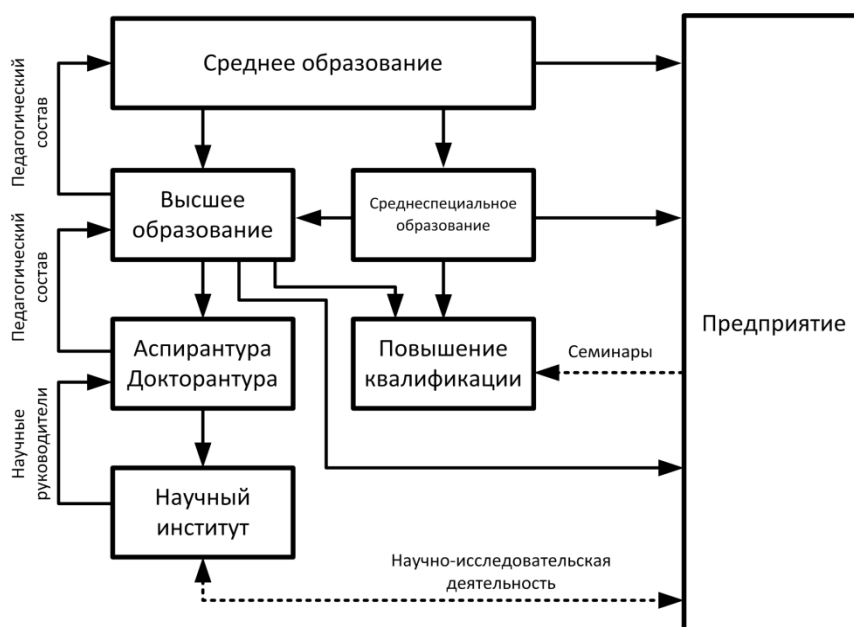 Среднее образование
Педагогический
состав
Высшее
образование
Среднеспециальное
образование
Педагогический
состав
Аспирантура
Докторантура
Повышение
квалификации
Семинары
Предприятие
Научные
руководители
Научный
институт
Научно-исследовательская
деятельность